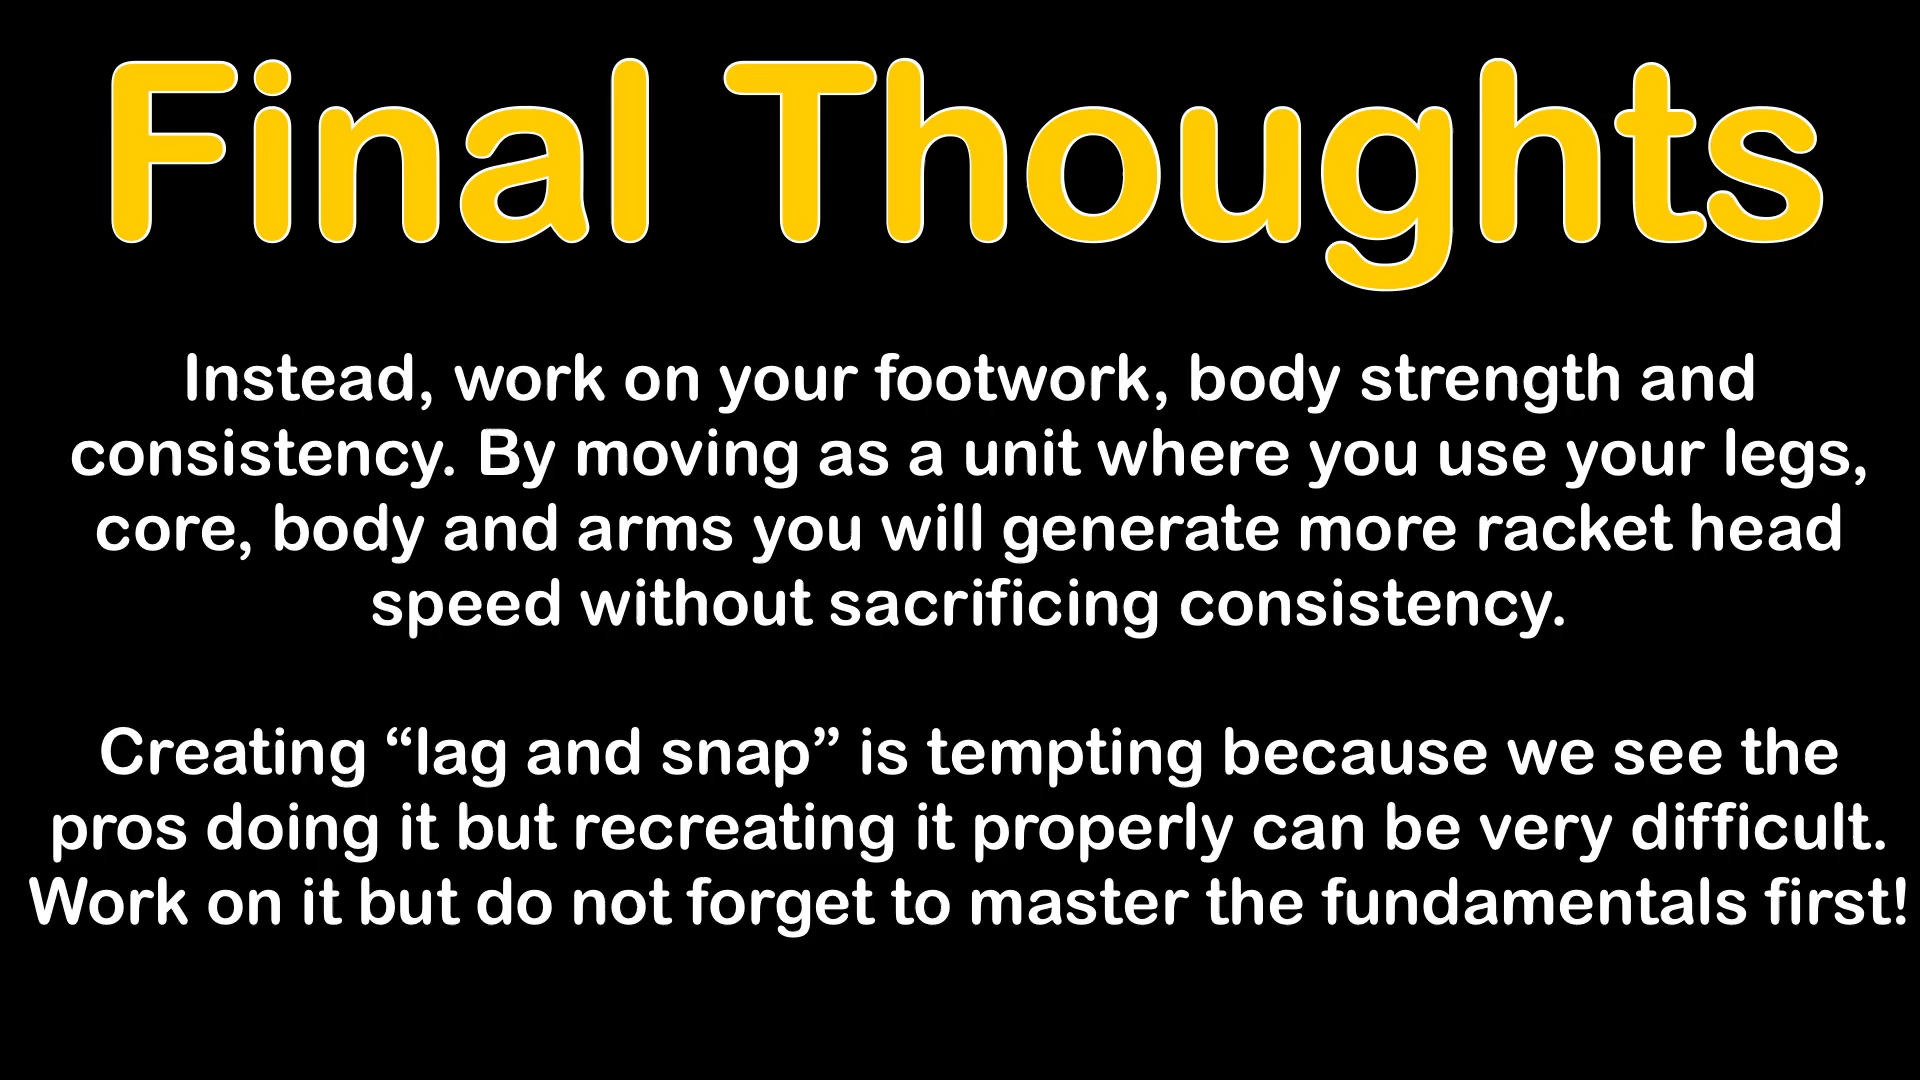 Final Thoughts
Instead, work on your footwork, body strength and
consistency. By moving as a unit where you use your legs,
core, body and arms you will generate more racket head
speed without sacrificing consistency.
Creating “lag and snap” is tempting because we see the
pros doing it but recreating it properly can be very difficult.
Work on it but do not forget to master the fundamentals first!